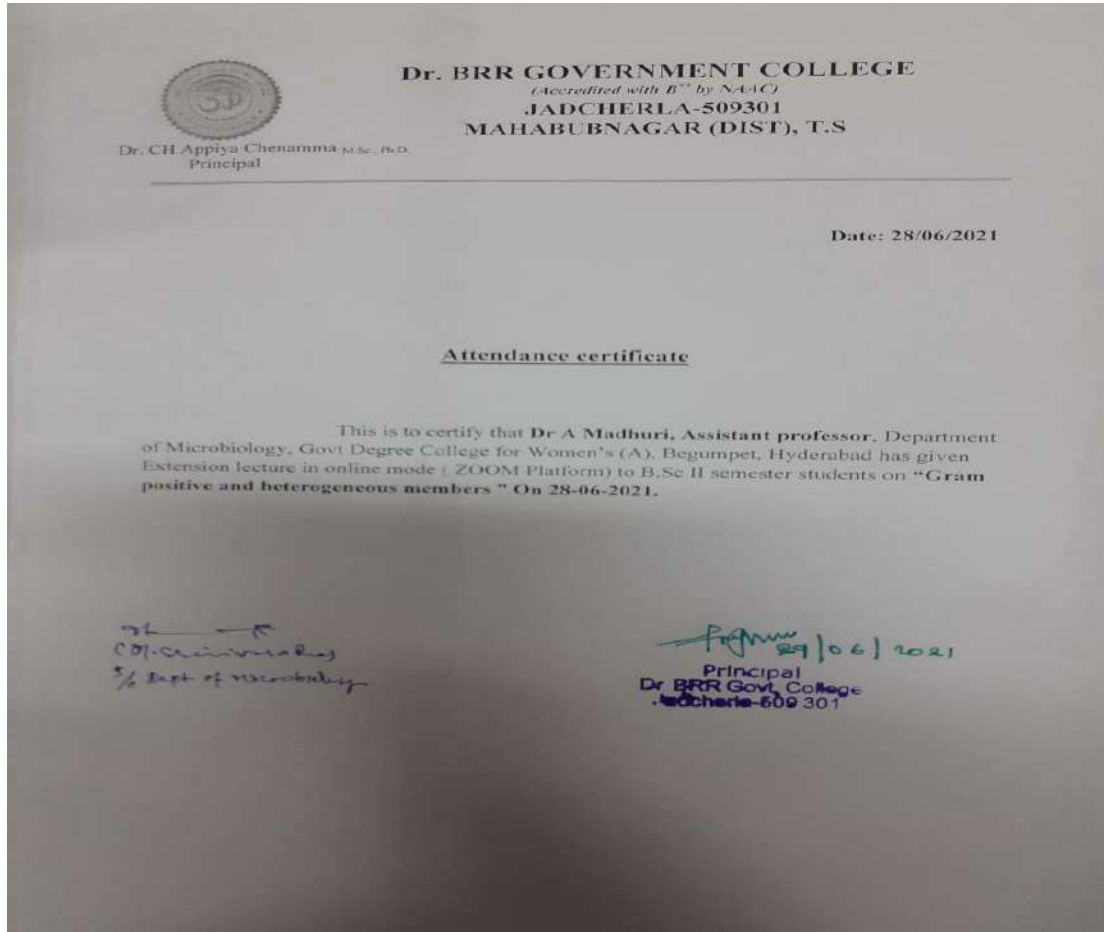 Dr. BRR GOVERNMENT COLLEGE
(Accredited with B++ by NAAC)
JADCHERLA-509301
MAHABUBNAGAR (DIST), T.S
Dr. CH.Appiya Chenamma M.Sc., Ph.D.
Principal
Date: 28/06/2021
Attendance certificate
This is to certify that Dr A Madhuri, Assistant professor, Department
of Microbiology, Govt Degree College for Women's (A), Begumpet, Hyderabad has given
Extension lecture in online mode ( ZOOM Platform) to B.Sc II semester students on "Gram
positive and heterogeneous members " On 28-06-2021.
Dept of
29/06/2021
Principal
Dr BRR Govt, College
Jadcherla-509 301